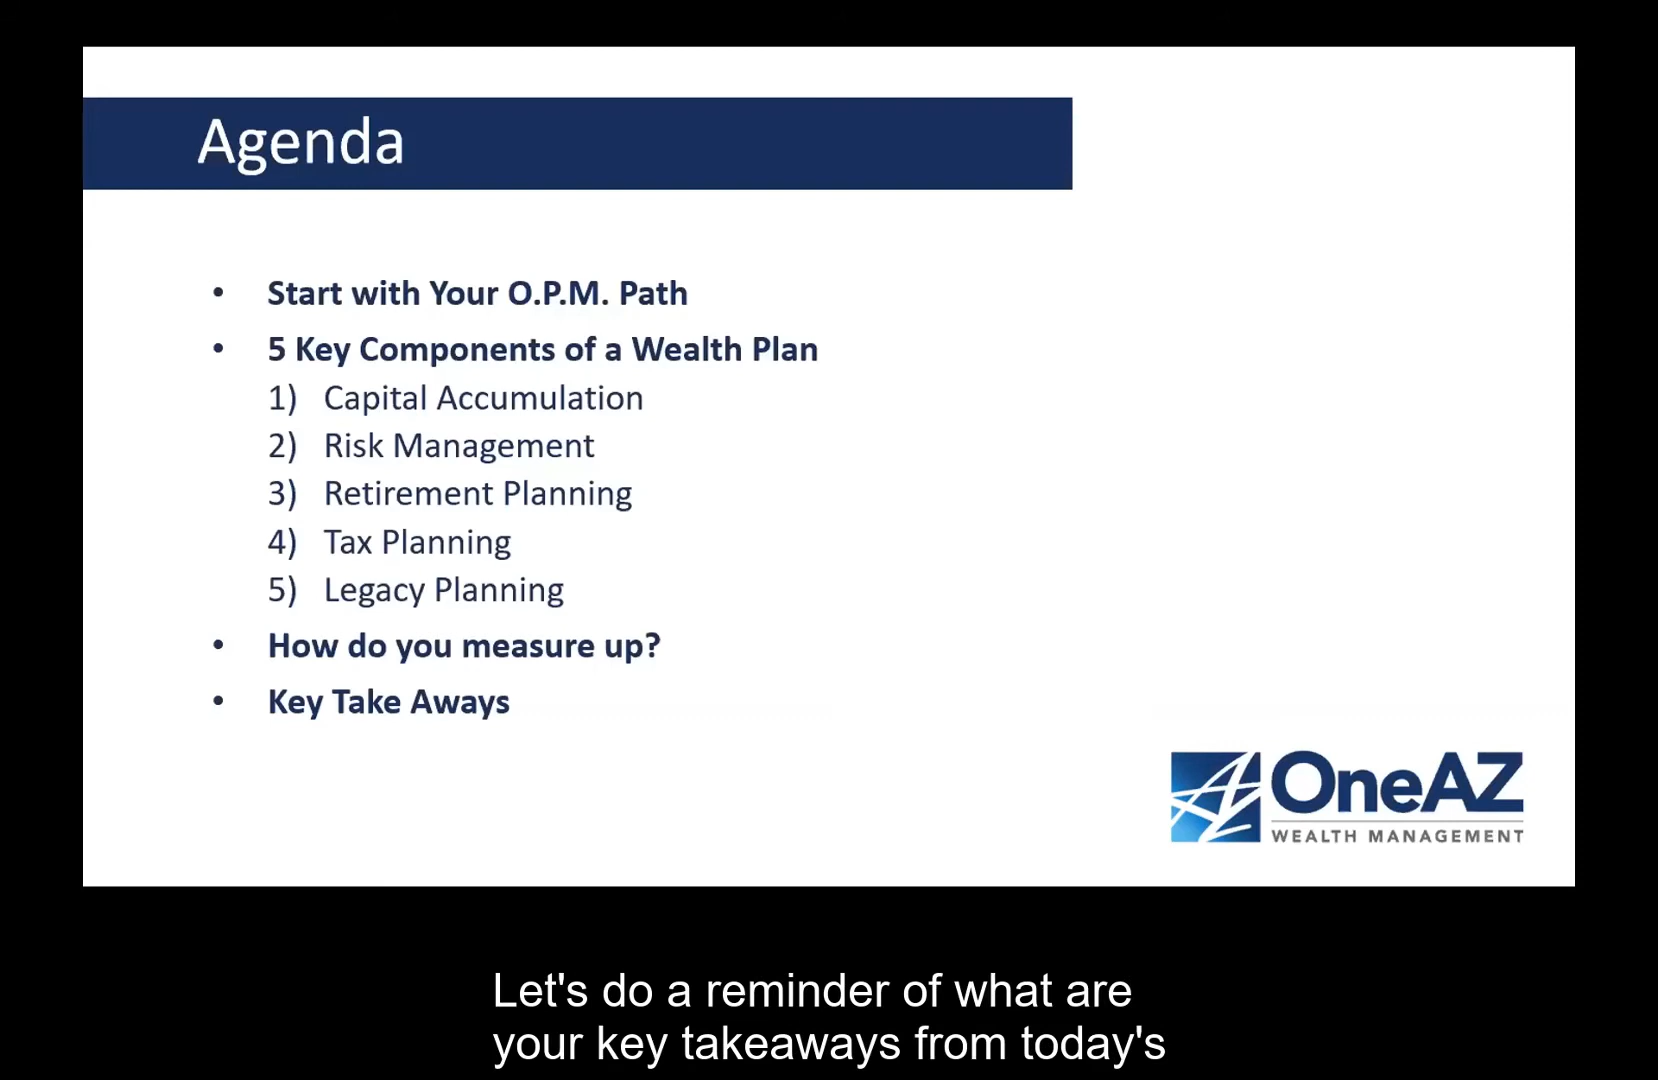 Agenda
• Start with Your O.P.M. Path
• 5 Key Components of a Wealth Plan
1) Capital Accumulation
2) Risk Management
3) Retirement Planning
4) Tax Planning
5) Legacy Planning
• How do you measure up?
• Key Take Aways
OneAZ
WEALTH MANAGEMENT
Let's do a reminder of what are
your key takeaways from today's